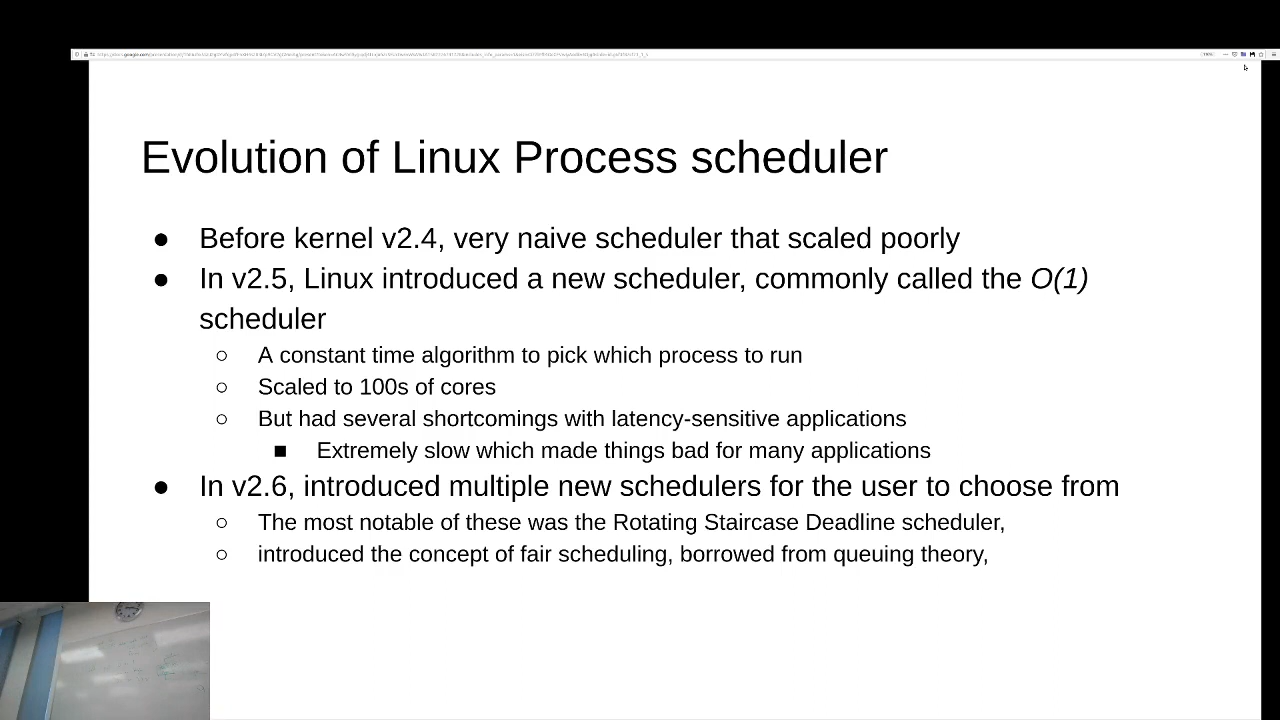 Evolution of Linux Process scheduler
● Before kernel v2.4, very naive scheduler that scaled poorly
● In v2.5, Linux introduced a new scheduler, commonly called the O(1)
scheduler
○ A constant time algorithm to pick which process to run
○ Scaled to 100s of cores
○ But had several shortcomings with latency-sensitive applications
■ Extremely slow which made things bad for many applications
● In v2.6, introduced multiple new schedulers for the user to choose from
○ The most notable of these was the Rotating Staircase Deadline scheduler,
○ introduced the concept of fair scheduling, borrowed from queuing theory,